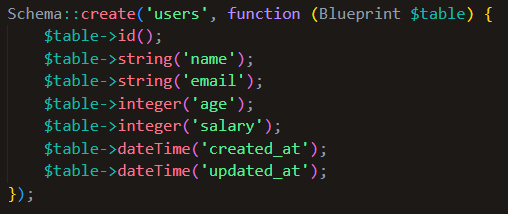 Schema::create('users', function (Blueprint $table) {
    $table->id();
    $table->string('name');
    $table->string('email');
    $table->integer('age');
    $table->integer('salary');
    $table->dateTime('created_at');
    $table->dateTime('updated_at');
});